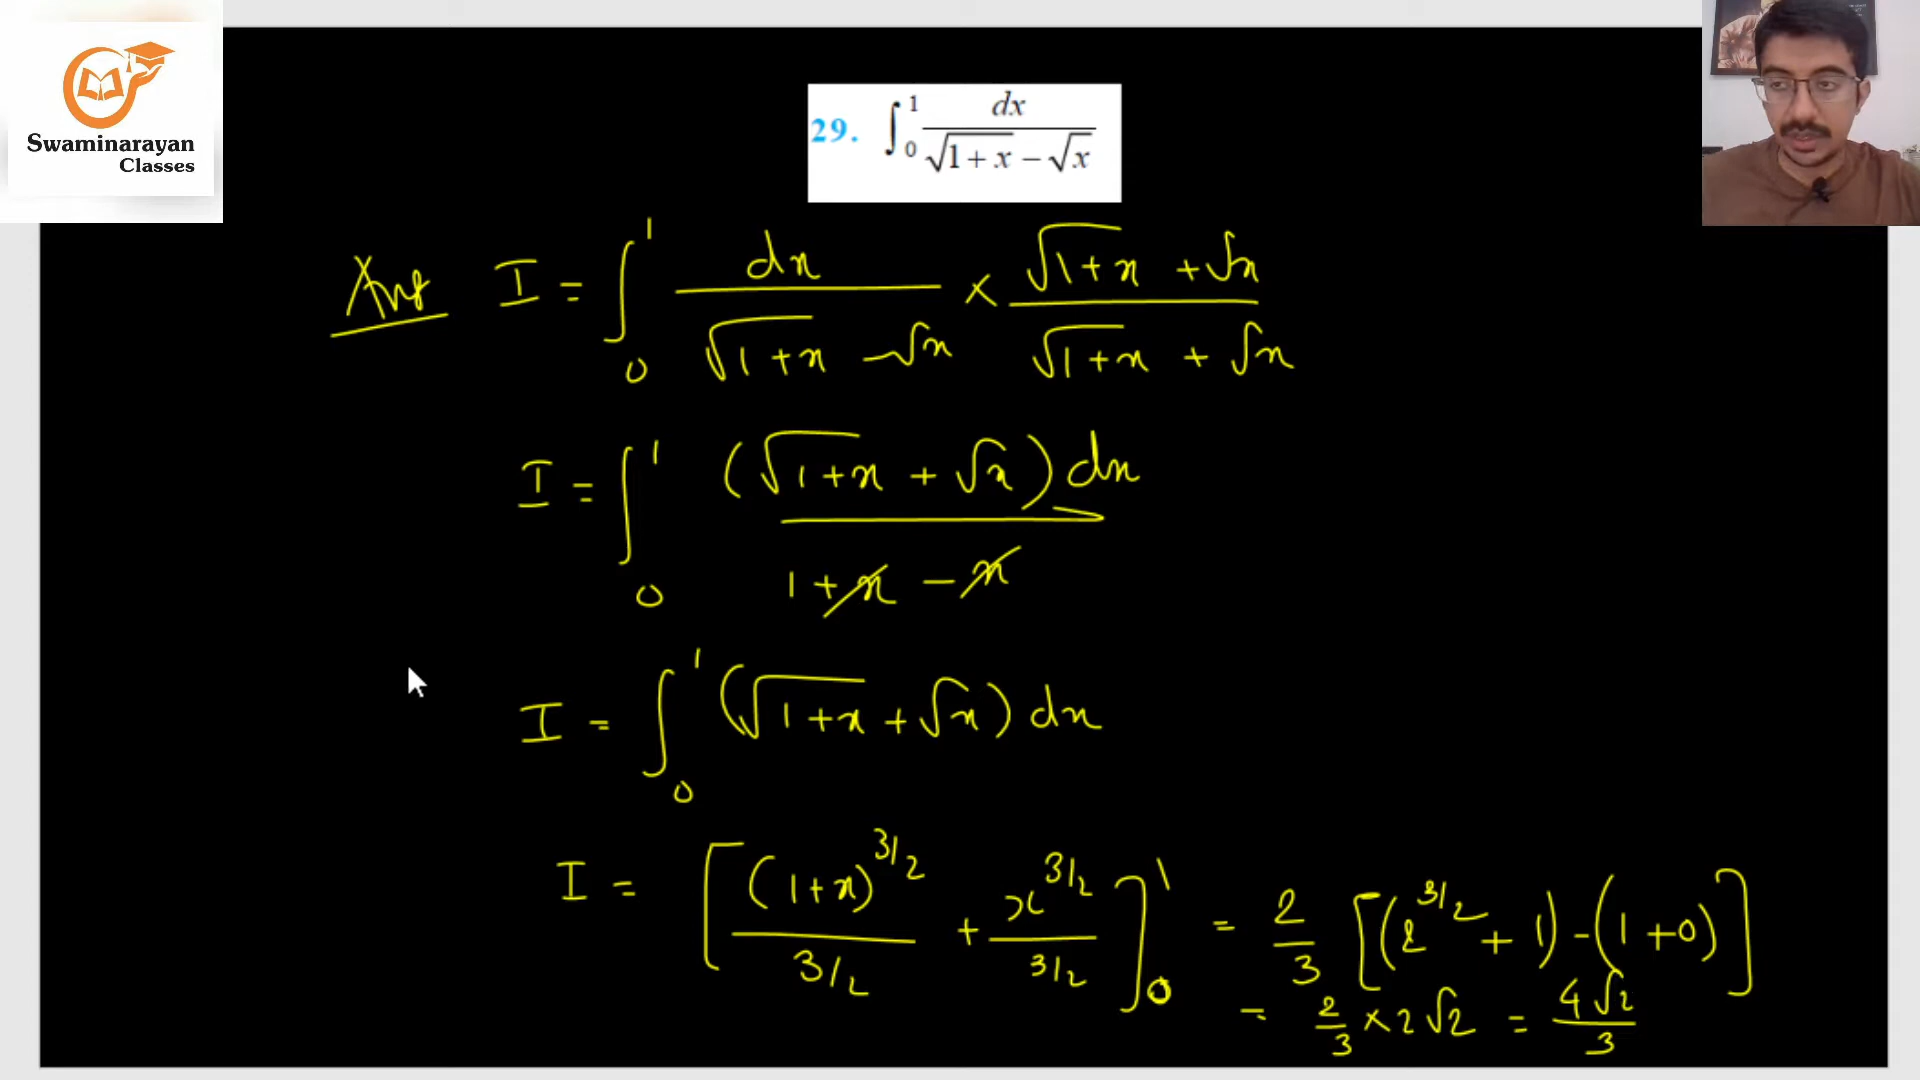 Swaminarayan
Classes
29. ∫₀¹ dx / (√(1+x) − √x)
Ans I = ∫₀¹ dx / (√(1+x) − √x) × (√(1+x) + √x) / (√(1+x) + √x)
I = ∫₀¹ (√(1+x) + √x) dx / (1 + x − x)
I = ∫₀¹ (√(1+x) + √x) dx
I = [ (1+x)^(3/2) / (3/2) + x^(3/2) / (3/2) ]₀¹ = 2/3 [(2^(3/2) + 1) − (1 + 0)]
= 2/3 × 2√2 = 4√2 / 3